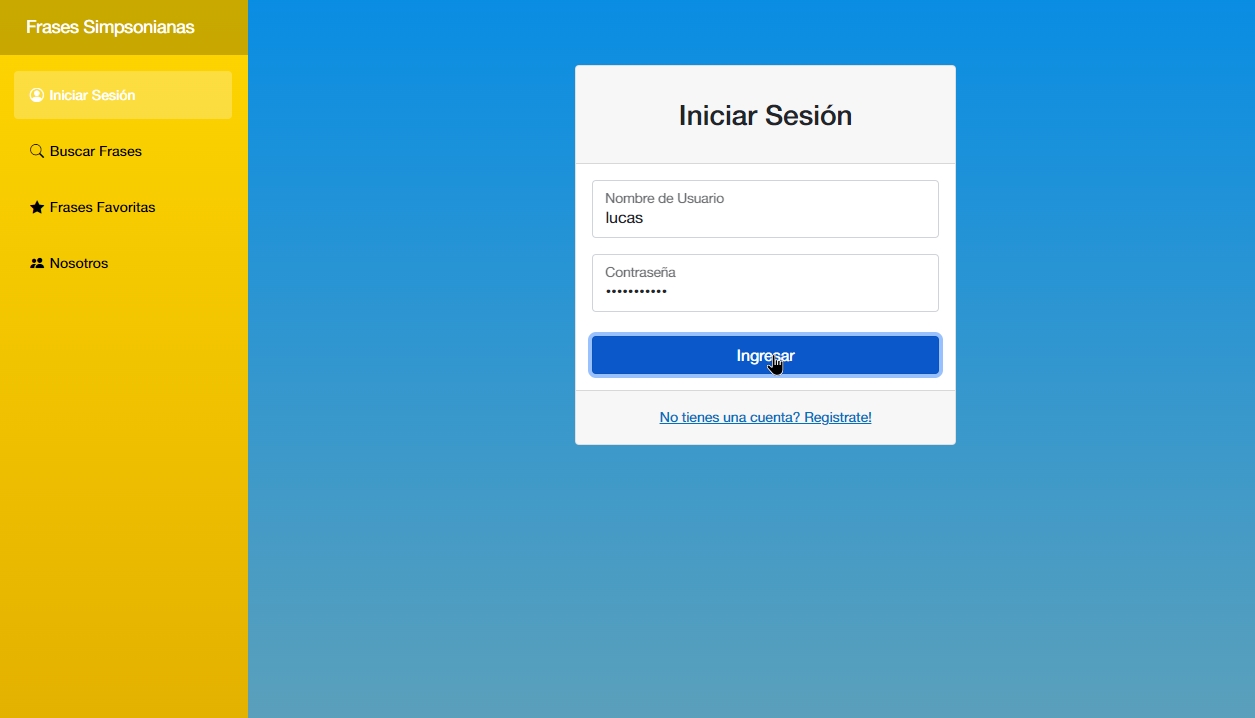 Frases Simpsonianas
Iniciar Sesión
Buscar Frases
Frases Favoritas
Nosotros
Iniciar Sesión
Nombre de Usuario
lucas
Contraseña
•••••••••••
Ingresar
No tienes una cuenta? Registrate!